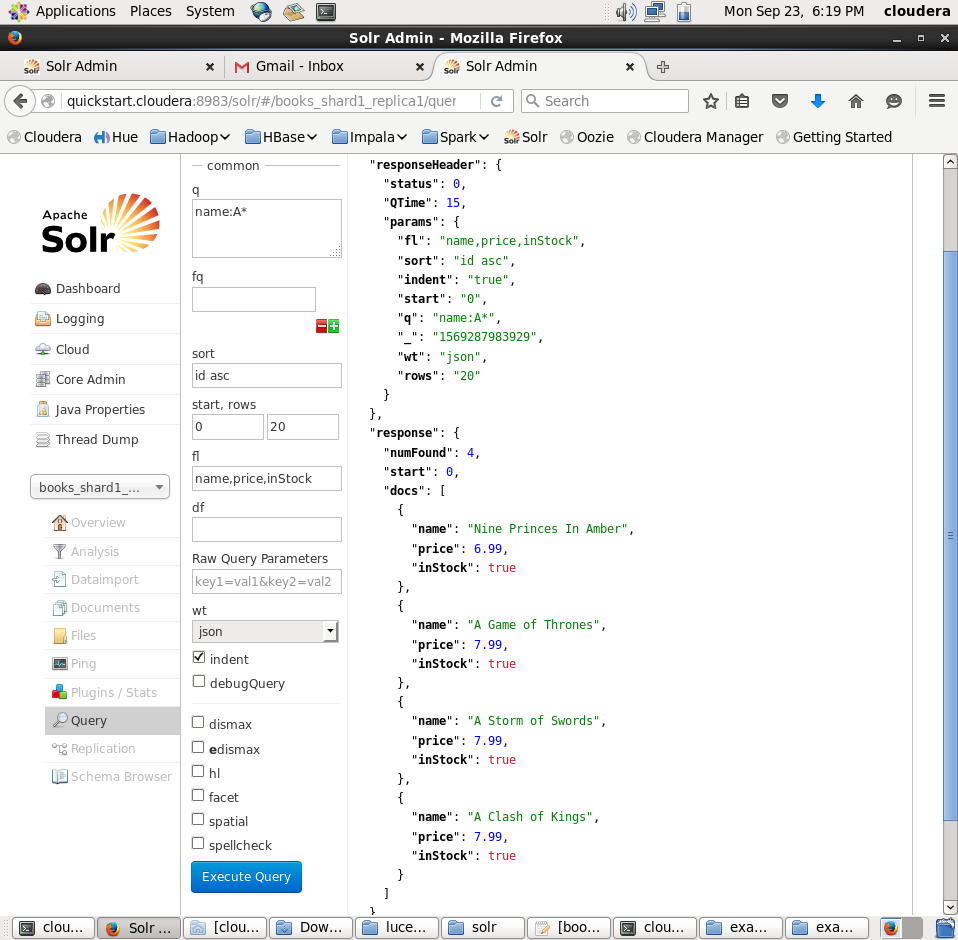 Applications Places System Mon Sep 23, 6:19 PM cloudera
Solr Admin - Mozilla Firefox
Solr Admin Gmail - Inbox Solr Admin
quickstart.cloudera:8983/solr/#/books_shard1_replica1/quer Search
Cloudera Hue Hadoop HBase Impala Spark Solr Oozie Cloudera Manager Getting Started
Apache
Solr
Dashboard
Logging
Cloud
Core Admin
Java Properties
Thread Dump
books_shard1_...
Overview
Analysis
Dataimport
Documents
Files
Ping
Plugins / Stats
Query
Replication
Schema Browser
common
q
name:A*
fq
sort
id asc
start, rows
0 20
fl
name,price,inStock
df
Raw Query Parameters
key1=val1&key2=val2
wt
json
indent
debugQuery
dismax
edismax
hl
facet
spatial
spellcheck
Execute Query
"responseHeader": {
"status": 0,
"QTime": 15,
"params": {
"fl": "name,price,inStock",
"sort": "id asc",
"indent": "true",
"start": "0",
"q": "name:A*",
"_": "1569287983929",
"wt": "json",
"rows": "20"
}
},
"response": {
"numFound": 4,
"start": 0,
"docs": [
{
"name": "Nine Princes In Amber",
"price": 6.99,
"inStock": true
},
{
"name": "A Game of Thrones",
"price": 7.99,
"inStock": true
},
{
"name": "A Storm of Swords",
"price": 7.99,
"inStock": true
},
{
"name": "A Clash of Kings",
"price": 7.99,
"inStock": true
}
]
}
clou... Solr ... [clou... Dow... luce... solr [boo... clou... exa... exa...